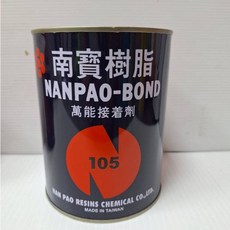 南寶樹脂
NANPAO-BOND
萬能接着劑
105
NAN PAO RESINS CHEMICAL CO.,LTD.
MADE IN TAIWAN